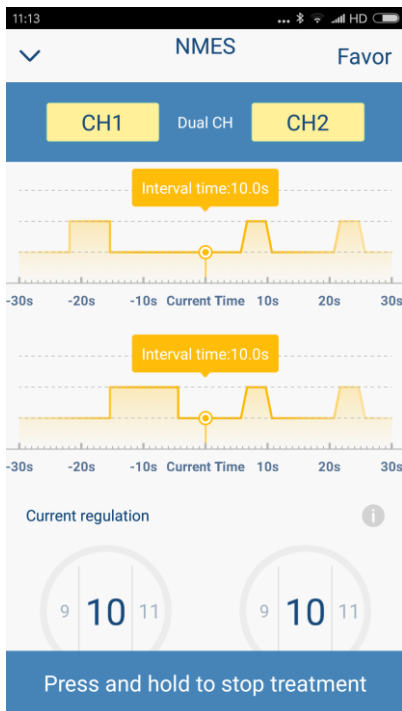 11:13 ... HD
NMES
Favor
CH1 Dual CH CH2
Interval time:10.0s
-30s -20s -10s Current Time 10s 20s 30s
Interval time:10.0s
-30s -20s -10s Current Time 10s 20s 30s
Current regulation
9 10 11 9 10 11
Press and hold to stop treatment